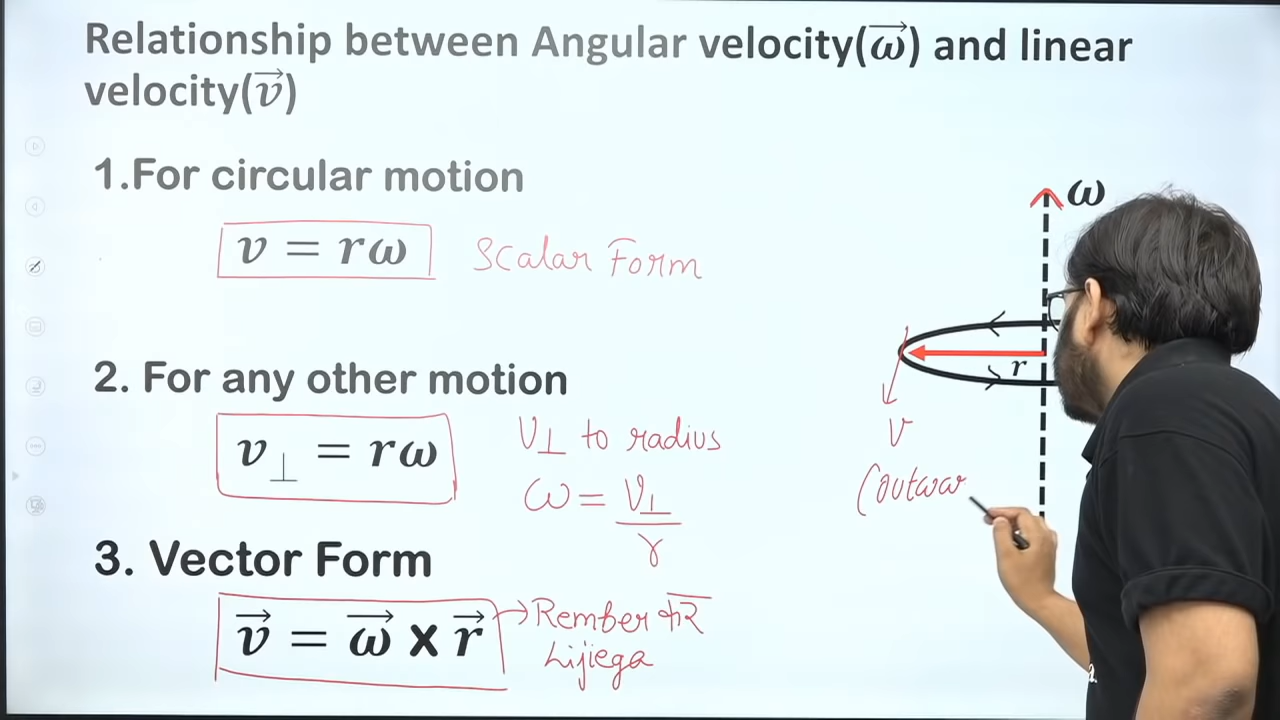 Relationship between Angular velocity(ω⃗) and linear
velocity(v⃗)
1.For circular motion
v = rω
Scalar Form
ω
r
2. For any other motion
v⊥ = rω
V⊥ to radius
ω = V⊥/r
V
(outwar
3. Vector Form
v⃗ = ω⃗ x r⃗
→ Rember कर
Lijiega